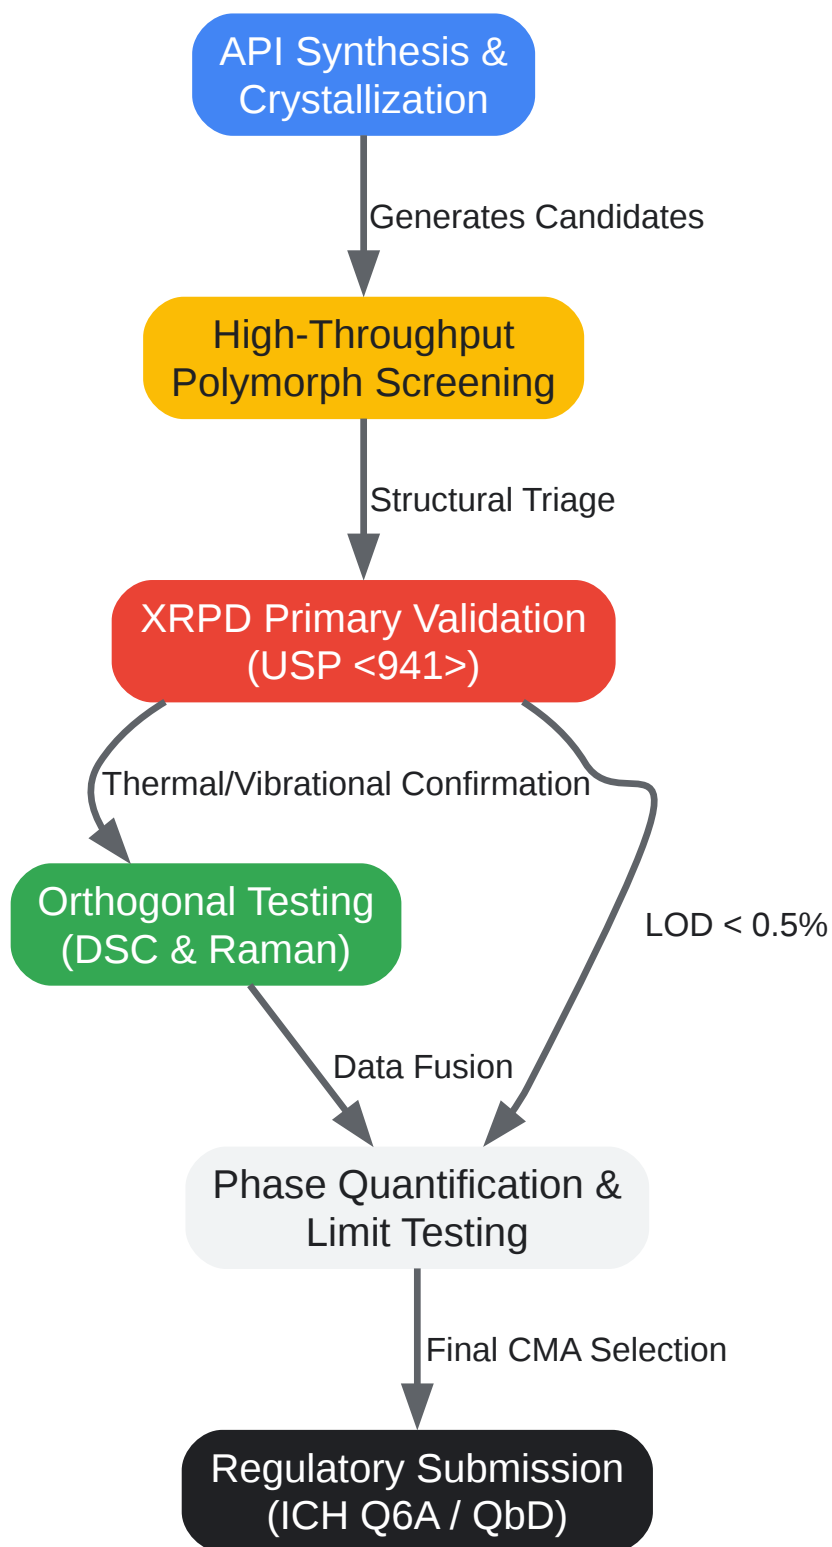 API Synthesis &
Crystallization
Generates Candidates
High-Throughput
Polymorph Screening
Structural Triage
XRPD Primary Validation
(USP <941>)
Thermal/Vibrational Confirmation
Orthogonal Testing
(DSC & Raman)
LOD < 0.5%
Data Fusion
Phase Quantification &
Limit Testing
Final CMA Selection
Regulatory Submission
(ICH Q6A / QbD)